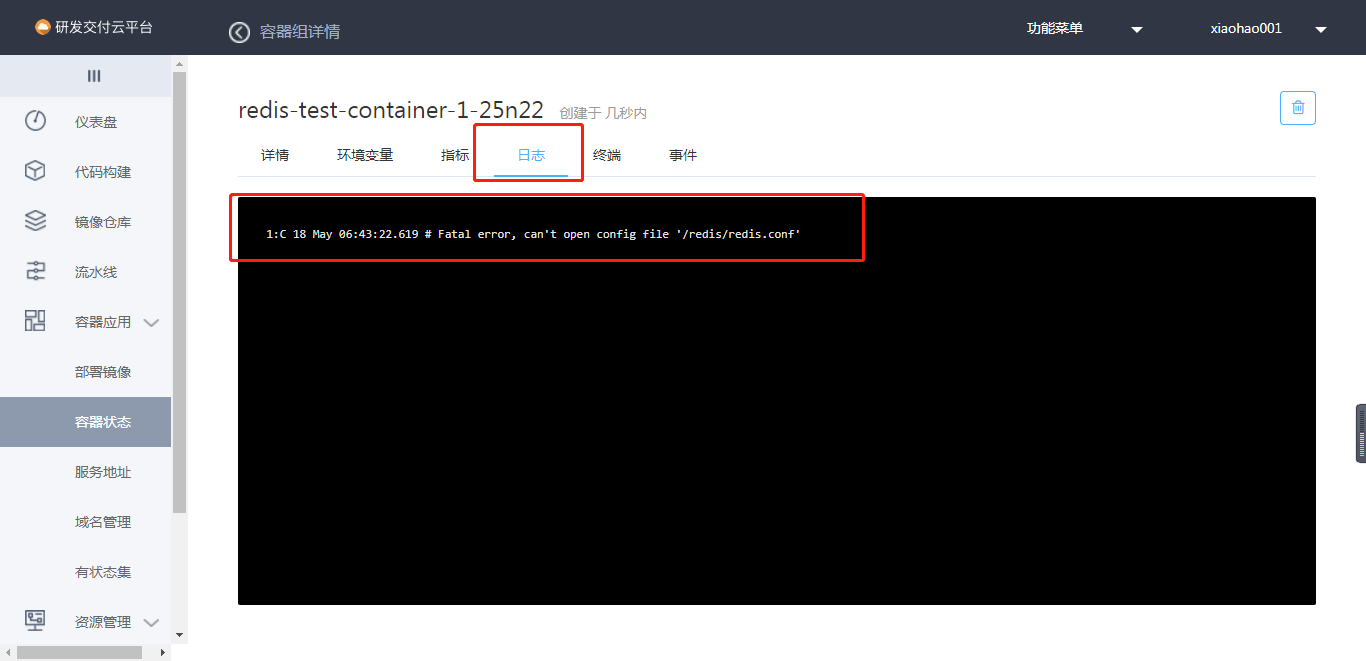 研发交付云平台
容器组详情
功能菜单
xiaohao001
仪表盘
代码构建
镜像仓库
流水线
容器应用
部署镜像
容器状态
服务地址
域名管理
有状态集
资源管理
redis-test-container-1-25n22 创建于 几秒内
详情 环境变量 指标 日志 终端 事件
1:C 18 May 06:43:22.619 # Fatal error, can't open config file '/redis/redis.conf'